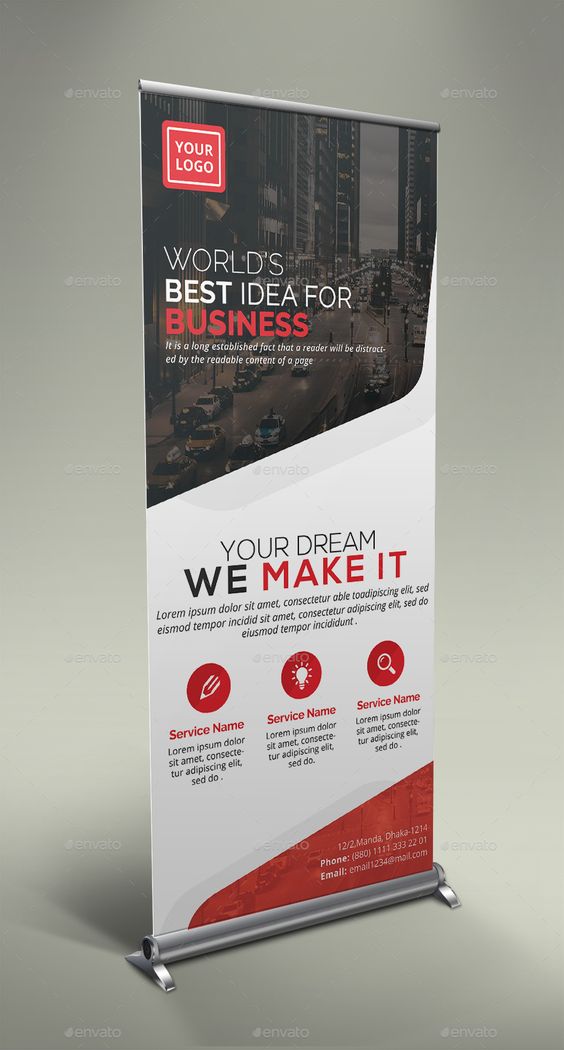 YOUR
LOGO
WORLD'S
BEST IDEA FOR
BUSINESS
It is a long established fact that a reader will be distract-
ed by the readable content of a page
YOUR DREAM
WE MAKE IT
Lorem ipsum dolor sit amet, consectetur able toadipiscing elit, sed
eismod tempor incidid sit amet, consectetur adipiscing elit, sed do
eiusmod tempor incididunt .
Service Name
Lorem ipsum dolor
sit amet, consecte-
tur adipiscing elit,
sed do .
Service Name
Lorem ipsum dolor
sit amet, consecte-
tur adipiscing elit,
sed do.
Service Name
Lorem ipsum dolor
sit amet, consecte-
tur adipiscing elit,
sed do .
12/2,Manda, Dhaka-1214
Phone: (880) 1111 333 22 01
Email: email1234@mail.com
envato